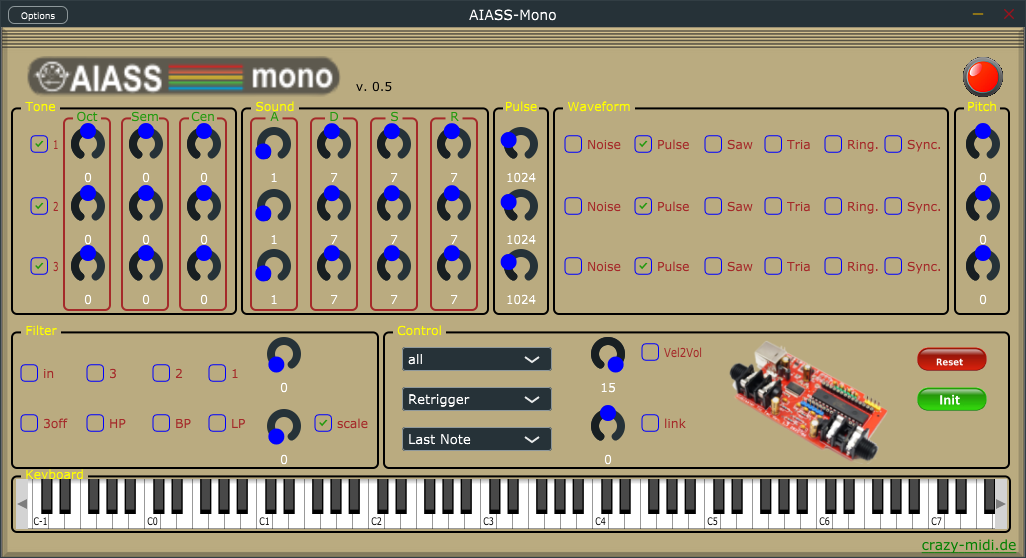 Options
AIASS-Mono
AIASS mono
v. 0.5
Tone
Sound
Pulse
Waveform
Pitch
Oct Sem Cen A D S R
1 Noise Pulse Saw Tria Ring. Sync.
0 0 0 1 7 7 7 1024 0
2 Noise Pulse Saw Tria Ring. Sync.
0 0 0 1 7 7 7 1024 0
3 Noise Pulse Saw Tria Ring. Sync.
0 0 0 1 7 7 7 1024 0
Filter
in 3 2 1
0
3off HP BP LP scale
0
Control
all
Vel2Vol
15
Retrigger
Last Note
link
0
Reset
Init
Keyboard
C-1 C0 C1 C2 C3 C4 C5 C6 C7
crazy-midi.de